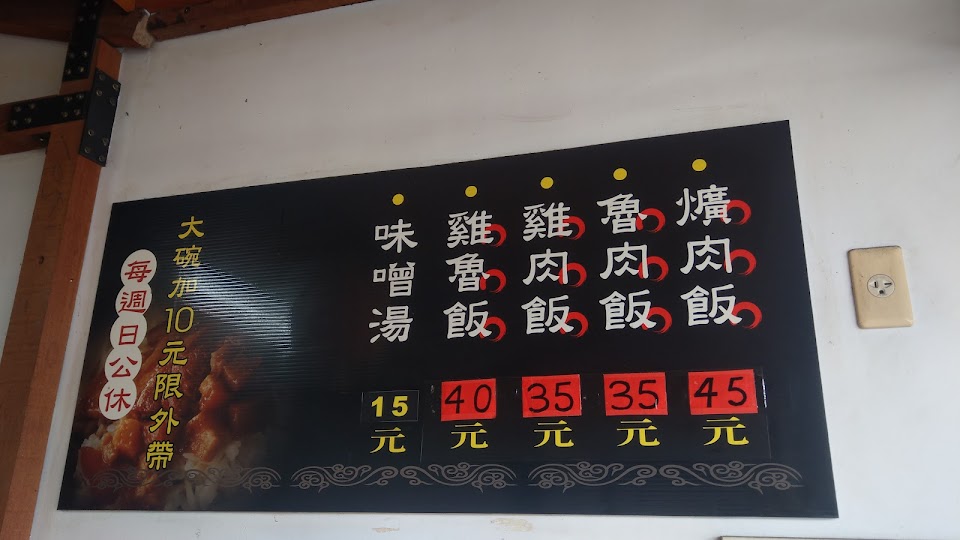 爌肉飯
45元
魯肉飯
35元
雞肉飯
35元
雞魯飯
40元
味噌湯
15元
大碗加10元限外帶
每週日公休